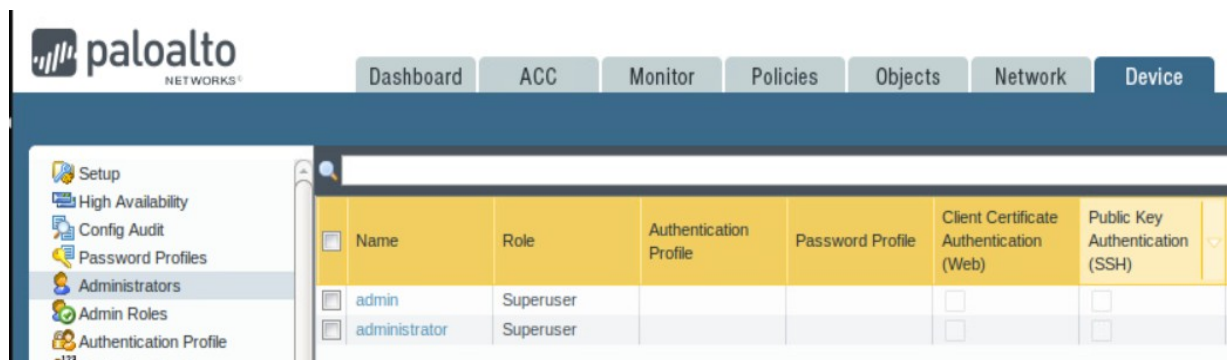 paloalto
NETWORKS®
Dashboard ACC Monitor Policies Objects Network Device
Setup
High Availability
Config Audit
Password Profiles
Administrators
Admin Roles
Authentication Profile
Name Role Authentication Profile Password Profile Client Certificate Authentication (Web) Public Key Authentication (SSH)
admin Superuser
administrator Superuser